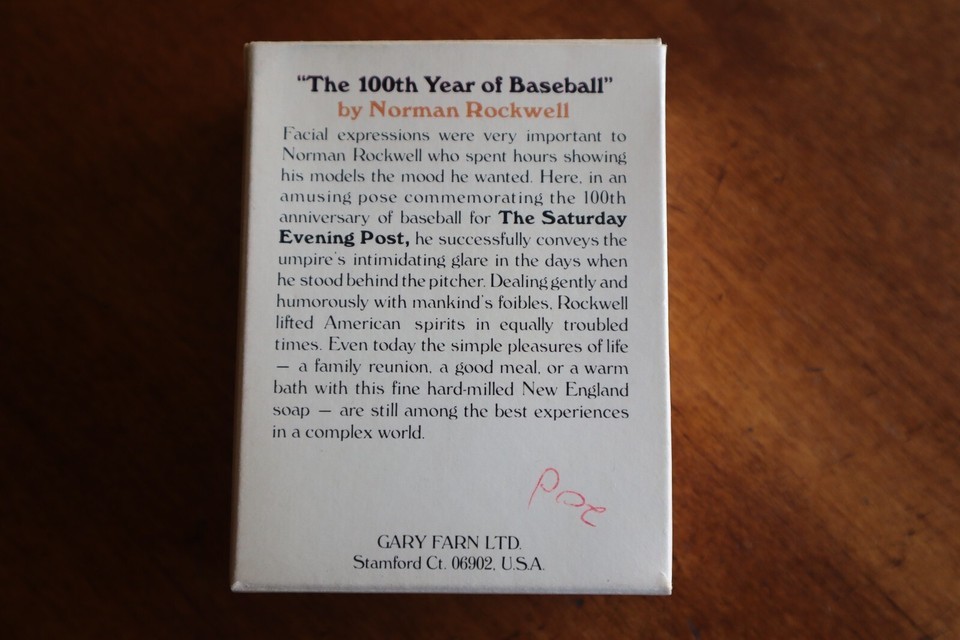 “The 100th Year of Baseball”
by Norman Rockwell
Facial expressions were very important to
Norman Rockwell who spent hours showing
his models the mood he wanted. Here, in an
amusing pose commemorating the 100th
anniversary of baseball for The Saturday
Evening Post, he successfully conveys the
umpire's intimidating glare in the days when
he stood behind the pitcher. Dealing gently and
humorously with mankind's foibles, Rockwell
lifted American spirits in equally troubled
times. Even today the simple pleasures of life
— a family reunion, a good meal, or a warm
bath with this fine hard-milled New England
soap — are still among the best experiences
in a complex world.
GARY FARN LTD.
Stamford Ct. 06902, U.S.A.